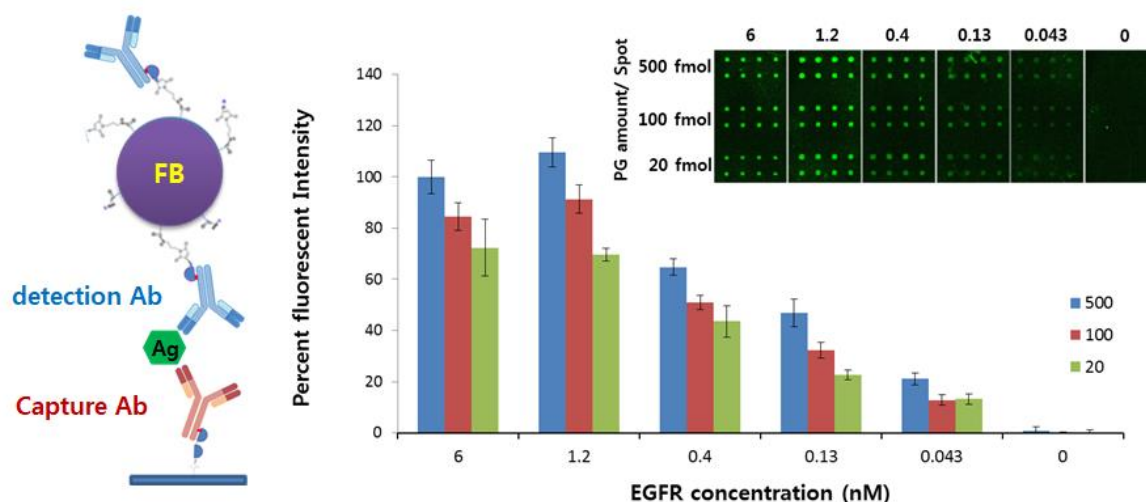 FB
detection Ab
Ag
Capture Ab
Percent fluorescent Intensity
140
120
100
80
60
40
20
0
6 1.2 0.4 0.13 0.043 0
EGFR concentration (nM)
500
100
20
PG amount/ Spot
6 1.2 0.4 0.13 0.043 0
500 fmol
100 fmol
20 fmol